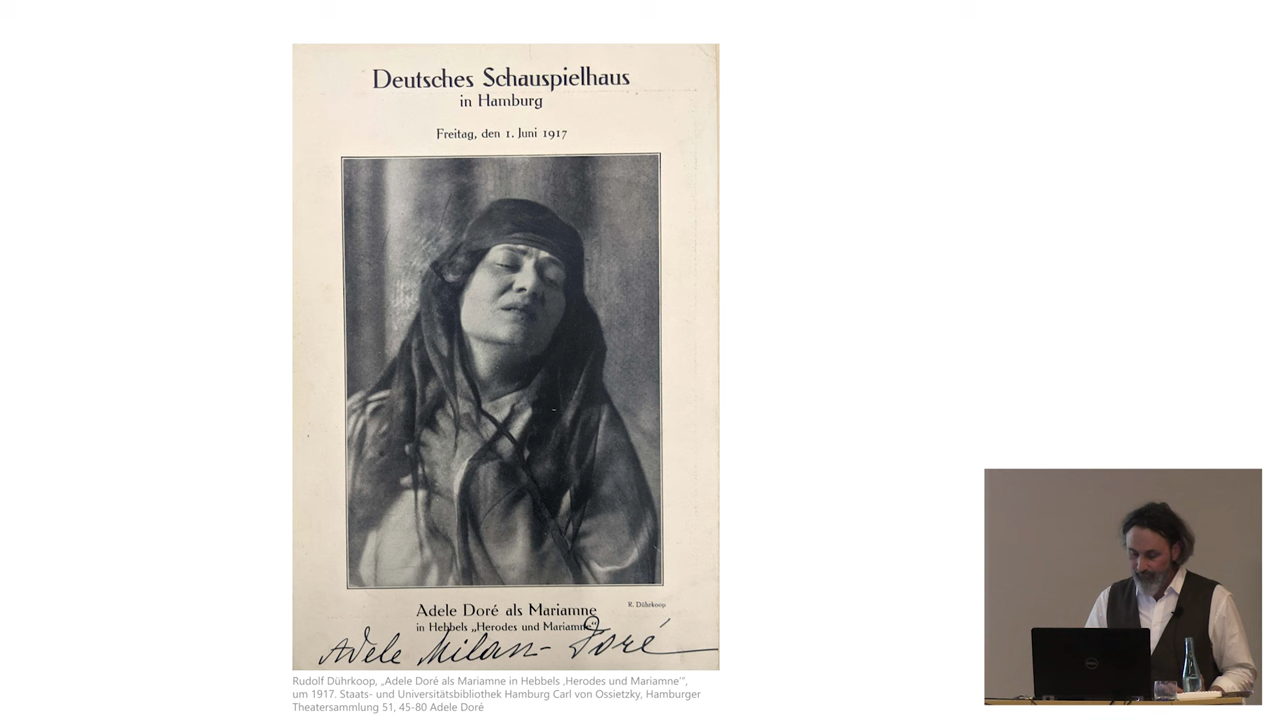 Deutsches Schauspielhaus
in Hamburg
Freitag, den 1. Juni 1917
R. Dührkoop
Adele Doré als Mariamne
in Hebbels „Herodes und Mariamne“
Adele Milan-Doré
Rudolf Dührkoop, „Adele Doré als Mariamne in Hebbels ‚Herodes und Mariamne‘“,
um 1917. Staats- und Universitätsbibliothek Hamburg Carl von Ossietzky, Hamburger
Theatersammlung 51, 45-80 Adele Doré
DELL